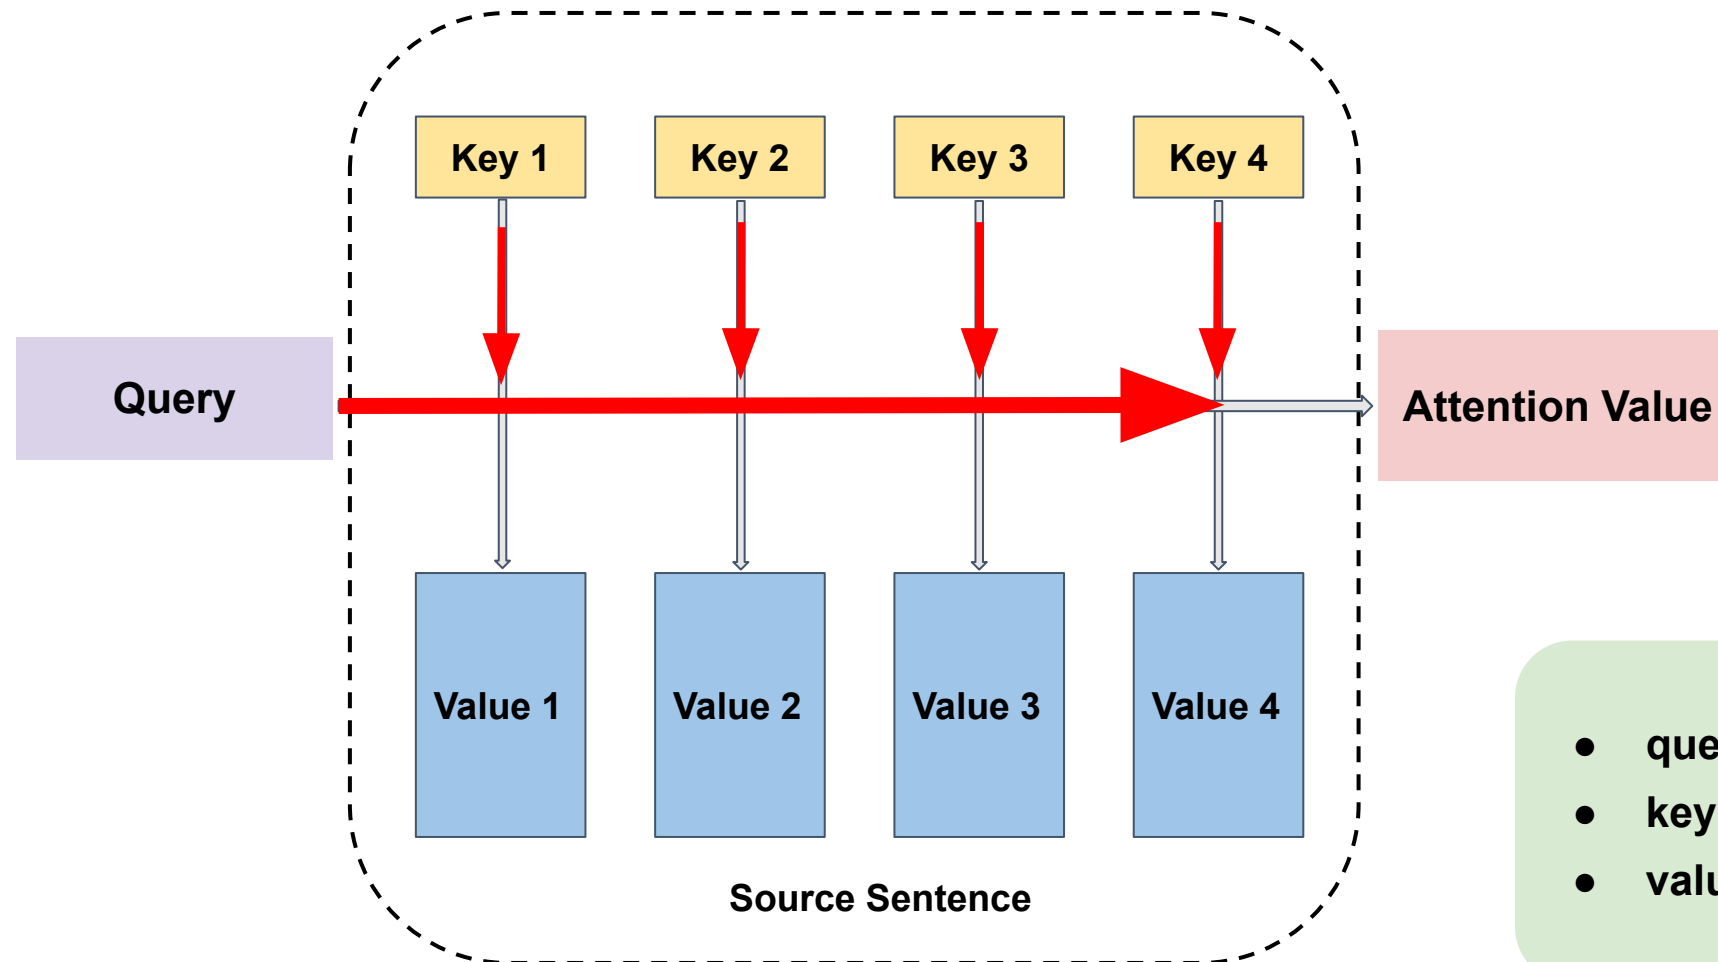 Key 1 Key 2 Key 3 Key 4
Query
Attention Value
Value 1 Value 2 Value 3 Value 4
● key
Source Sentence